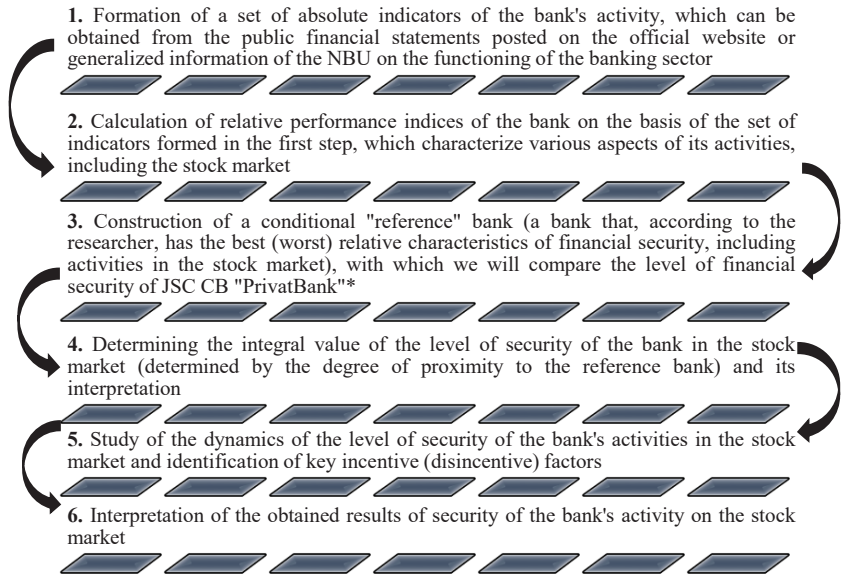 1. Formation of a set of absolute indicators of the bank's activity, which can be
obtained from the public financial statements posted on the official website or
generalized information of the NBU on the functioning of the banking sector
2. Calculation of relative performance indices of the bank on the basis of the set of
indicators formed in the first step, which characterize various aspects of its activities,
including the stock market
3. Construction of a conditional "reference" bank (a bank that, according to the
researcher, has the best (worst) relative characteristics of financial security, including
activities in the stock market), with which we will compare the level of financial
security of JSC CB "PrivatBank"*
4. Determining the integral value of the level of security of the bank in the stock
market (determined by the degree of proximity to the reference bank) and its
interpretation
5. Study of the dynamics of the level of security of the bank's activities in the stock
market and identification of key incentive (disincentive) factors
6. Interpretation of the obtained results of security of the bank's activity on the stock
market